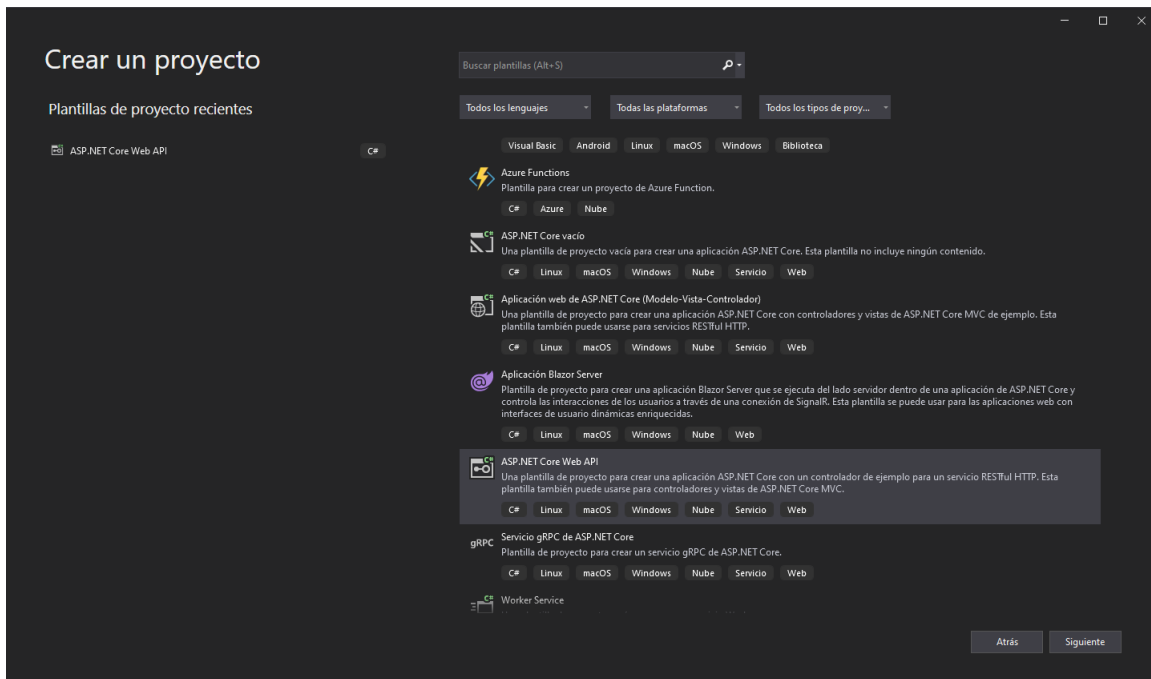 Crear un proyecto
Plantillas de proyecto recientes
ASP.NET Core Web API
C#
Buscar plantillas (Alt+S)
Todos los lenguajes
Todas las plataformas
Todos los tipos de proy...
Visual Basic Android Linux macOS Windows Biblioteca
Azure Functions
Plantilla para crear un proyecto de Azure Function.
C# Azure Nube
ASP.NET Core vacío
Una plantilla de proyecto vacía para crear una aplicación ASP.NET Core. Esta plantilla no incluye ningún contenido.
C# Linux macOS Windows Nube Servicio Web
Aplicación web de ASP.NET Core (Modelo-Vista-Controlador)
Una plantilla de proyecto para crear una aplicación ASP.NET Core con controladores y vistas de ASP.NET Core MVC de ejemplo. Esta
plantilla también puede usarse para servicios RESTful HTTP.
C# Linux macOS Windows Nube Servicio Web
Aplicación Blazor Server
Plantilla de proyecto para crear una aplicación Blazor Server que se ejecuta del lado servidor dentro de una aplicación de ASP.NET Core y
controla las interacciones de los usuarios a través de una conexión de SignalR. Esta plantilla se puede usar para las aplicaciones web con
interfaces de usuario dinámicas enriquecidas.
C# Linux macOS Windows Nube Web
ASP.NET Core Web API
Una plantilla de proyecto para crear una aplicación ASP.NET Core con un controlador de ejemplo para un servicio RESTful HTTP. Esta
plantilla también puede usarse para controladores y vistas de ASP.NET Core MVC.
C# Linux macOS Windows Nube Servicio Web
gRPC
Servicio gRPC de ASP.NET Core
Plantilla de proyecto para crear un servicio gRPC de ASP.NET Core.
C# Linux macOS Windows Nube Servicio Web
Worker Service
Atrás
Siguiente